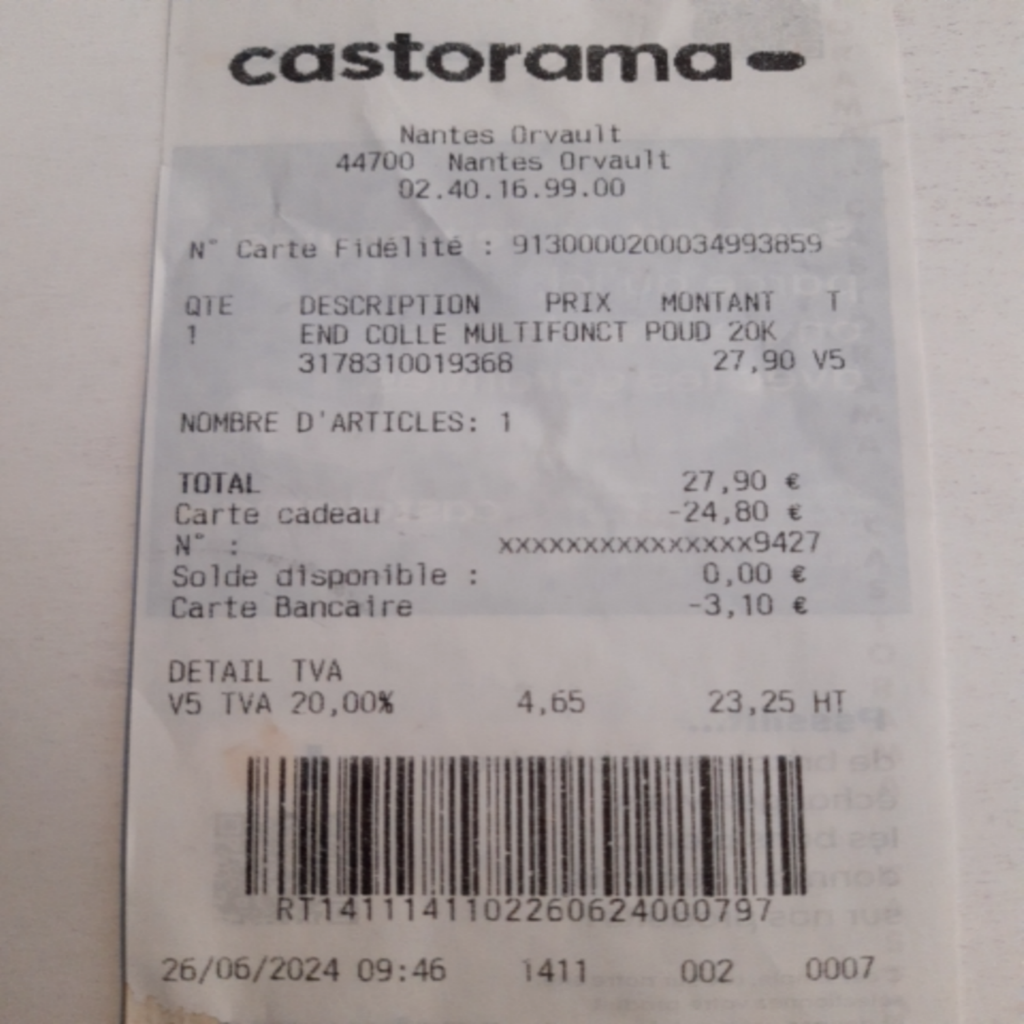 castorama
Nantes Orvault
44700 Nantes Orvault
02.40.16.99.00
N° Carte Fidélité : 9130000200034993859
QTE DESCRIPTION PRIX MONTANT T
1 END COLLE MULTIFONCT POUD 20K
3178310019368 27,90 V5
NOMBRE D'ARTICLES: 1
TOTAL 27,90 €
Carte cadeau -24,80 €
N° : xxxxxxxxxxxxxxx9427
Solde disponible : 0,00 €
Carte Bancaire -3,10 €
DETAIL TVA
V5 TVA 20,00% 4,65 23,25 HT
RT1411141102260624000797
26/06/2024 09:46 1411 002 0007